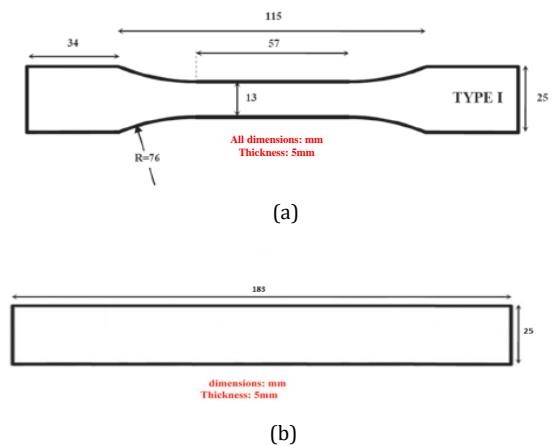 115
34
57
13
TYPE I
25
R=76
All dimensions: mm
Thickness: 5mm
(a)
183
25
dimensions: mm
Thickness: 5mm
(b)